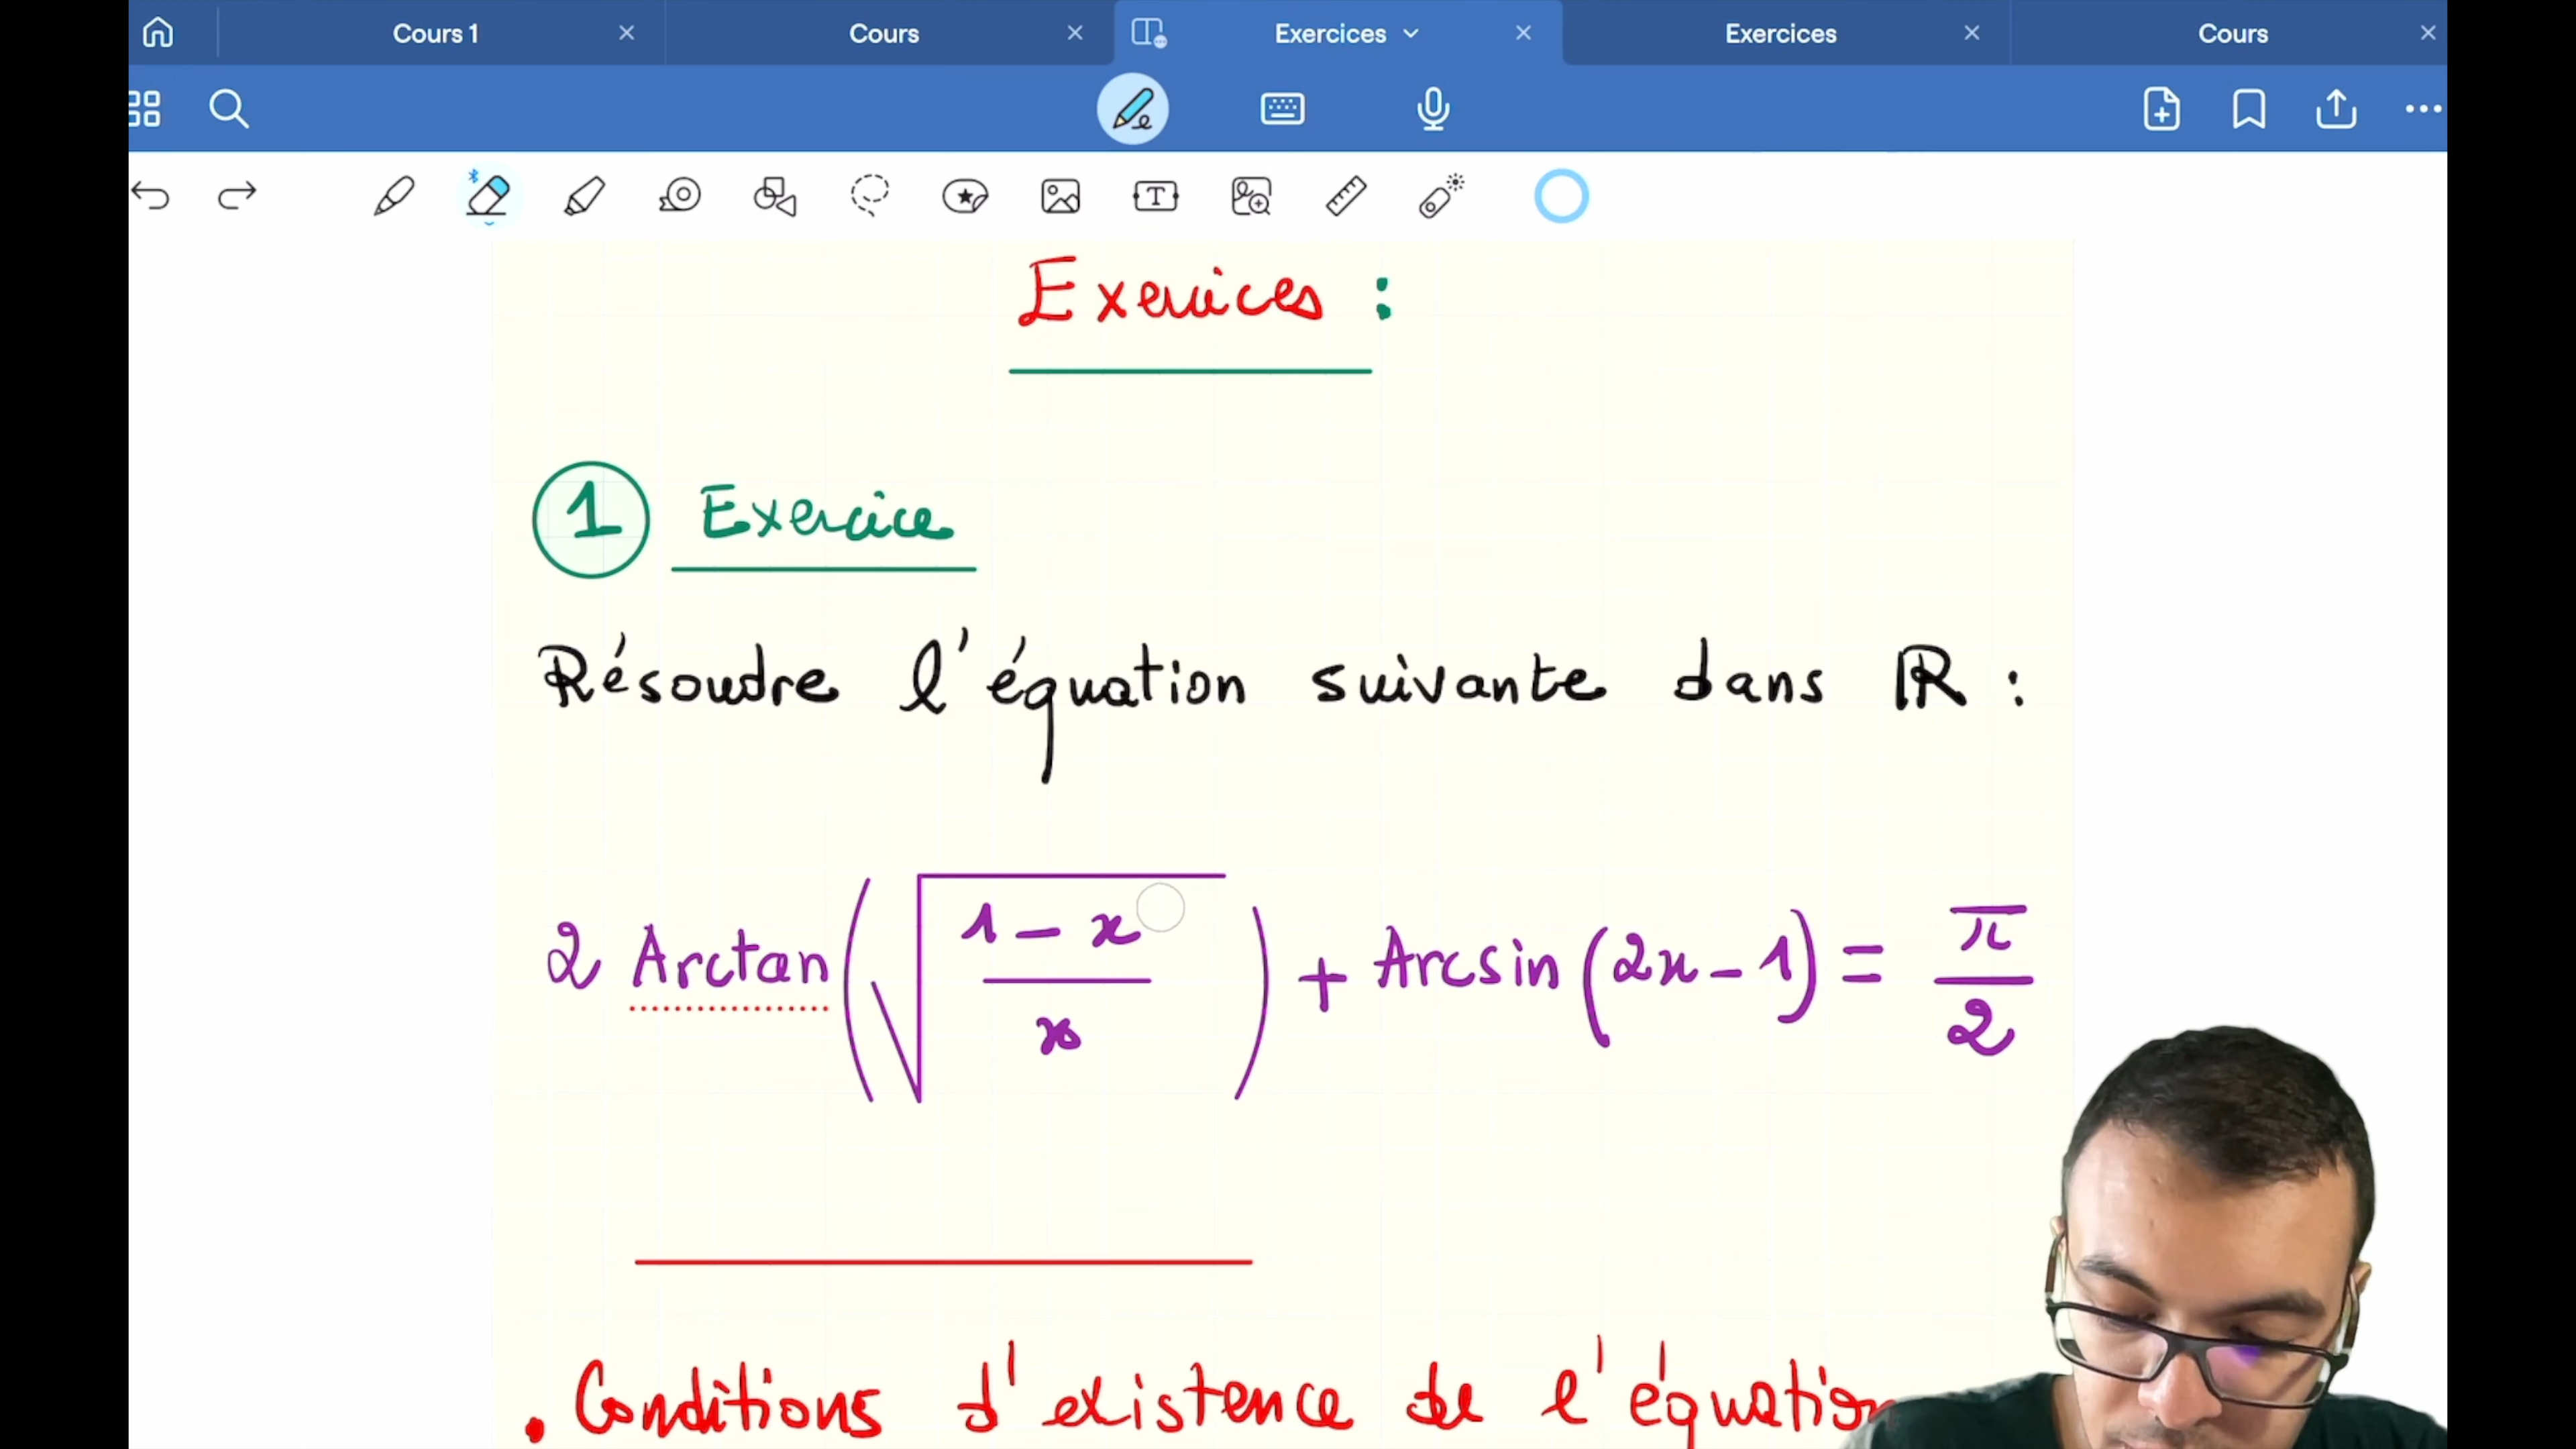 Cours 1
Cours
Exercices
Exercices
Cours
Exercices :
1 Exercice
Résoudre l'équation suivante dans ℝ :
2 Arctan(√((1 - x)/x)) + Arcsin(2x - 1) = π/2
. Conditions d'existence de l'équation